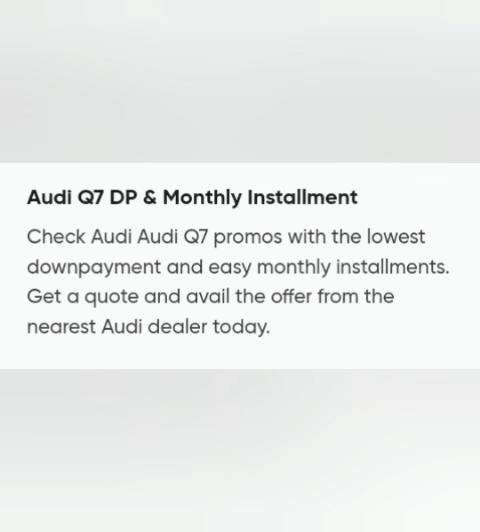 Audi Q7 DP & Monthly Installment
Check Audi Audi Q7 promos with the lowest
downpayment and easy monthly installments.
Get a quote and avail the offer from the
nearest Audi dealer today.